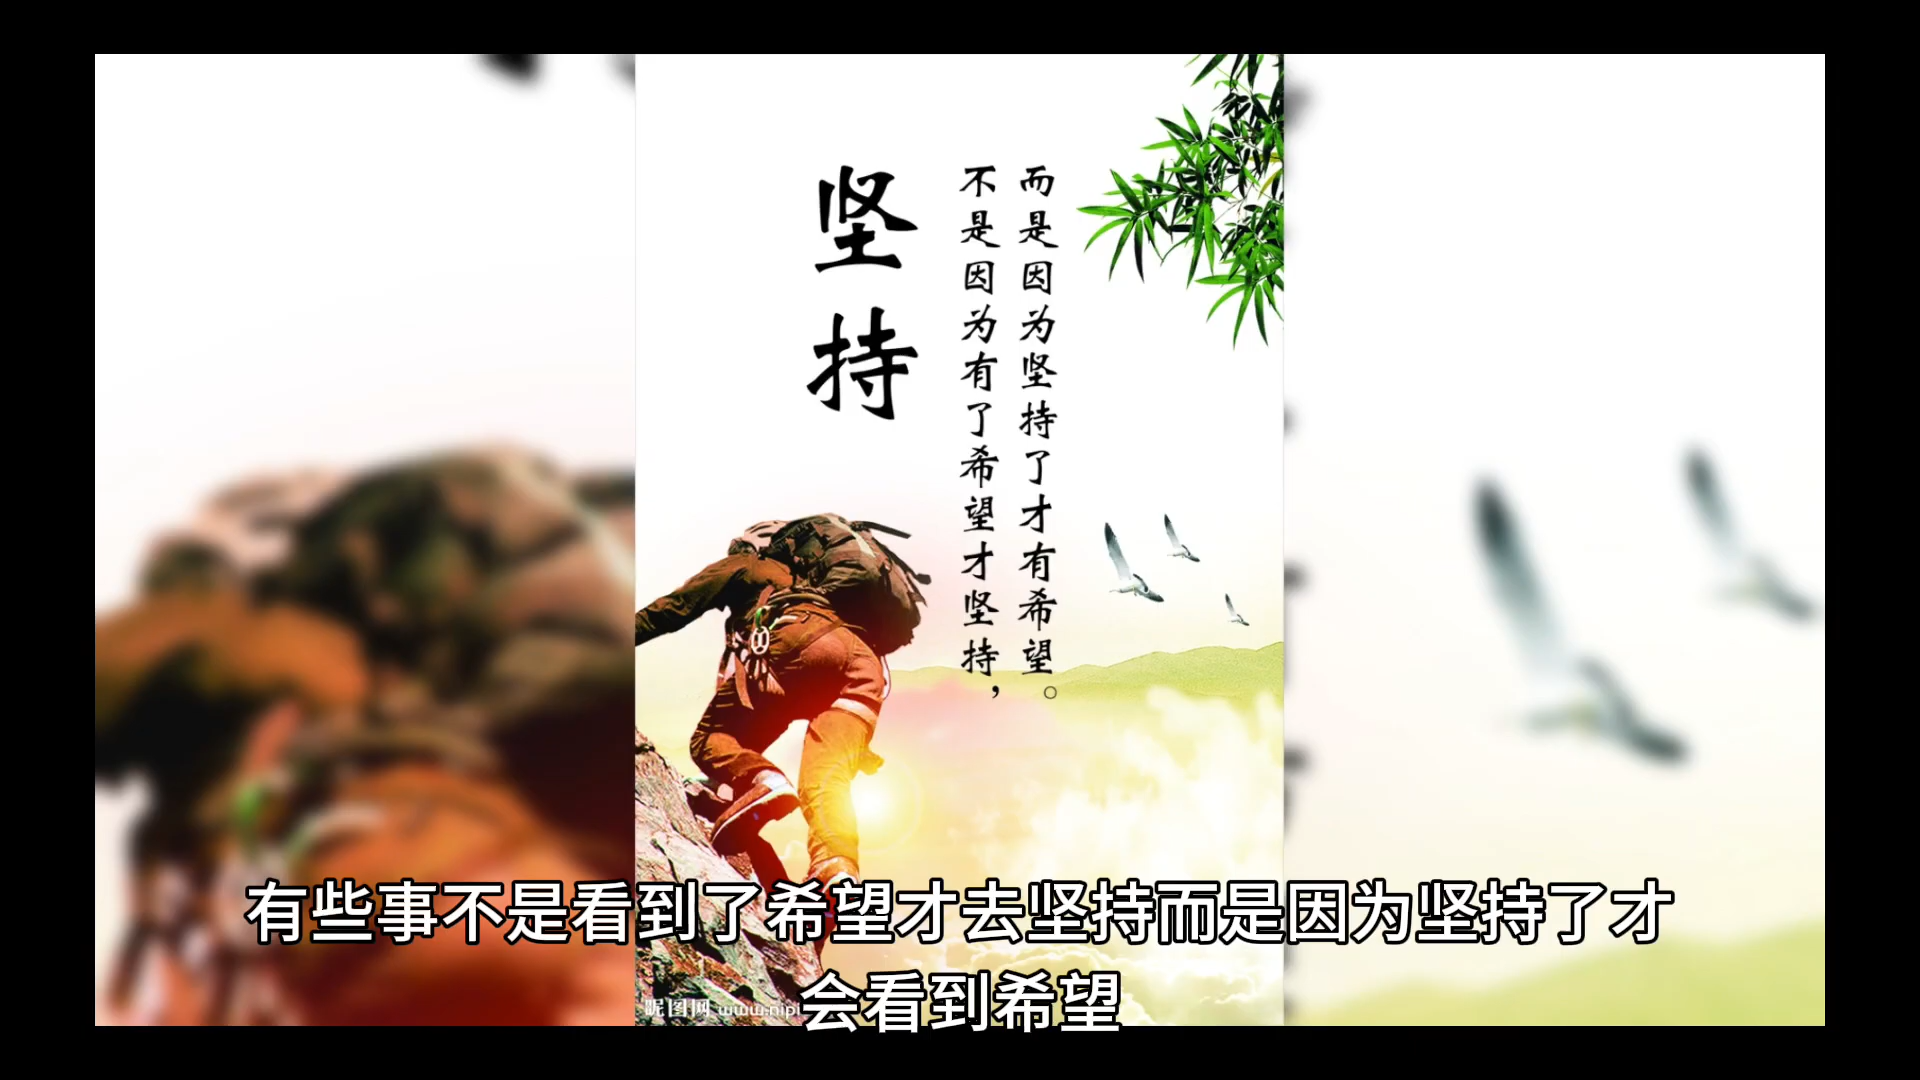 坚持
不是因为有了希望才坚持，
而是因为坚持了才有希望。
有些事不是看到了希望才去坚持而是因为坚持了才
会看到希望
昵图网 www.nipi